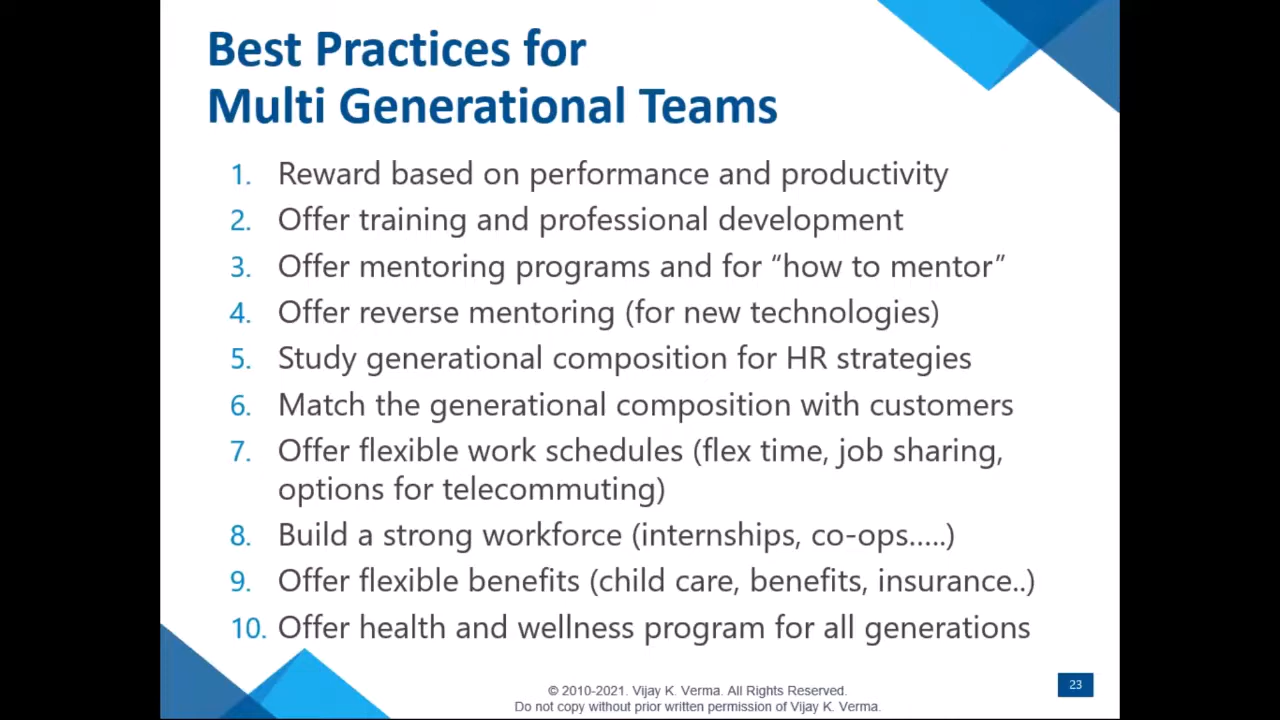 Best Practices for
Multi Generational Teams
1. Reward based on performance and productivity
2. Offer training and professional development
3. Offer mentoring programs and for “how to mentor”
4. Offer reverse mentoring (for new technologies)
5. Study generational composition for HR strategies
6. Match the generational composition with customers
7. Offer flexible work schedules (flex time, job sharing,
options for telecommuting)
8. Build a strong workforce (internships, co-ops.....)
9. Offer flexible benefits (child care, benefits, insurance..)
10. Offer health and wellness program for all generations
© 2010-2021. Vijay K. Verma. All Rights Reserved.
Do not copy without prior written permission of Vijay K. Verma.
23